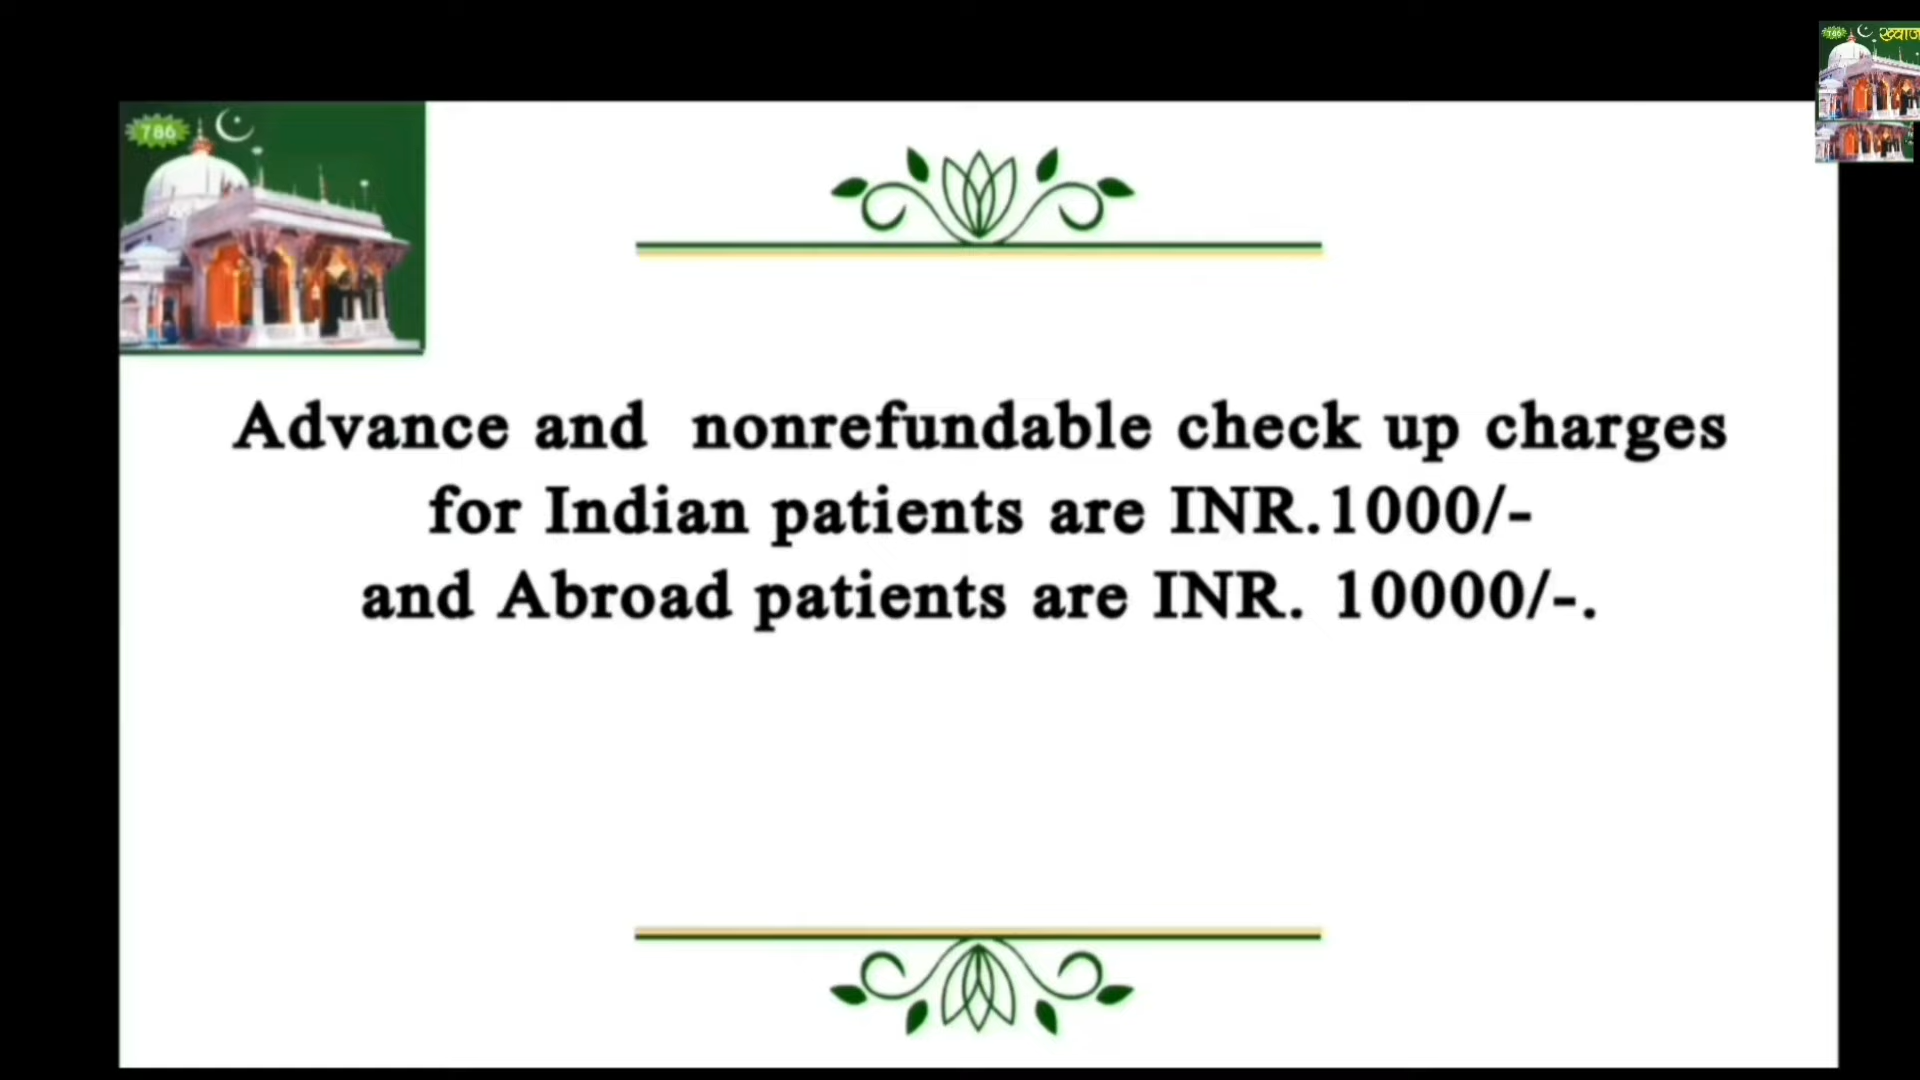 786
786 ख्वाज
Advance and nonrefundable check up charges
for Indian patients are INR.1000/-
and Abroad patients are INR. 10000/-.